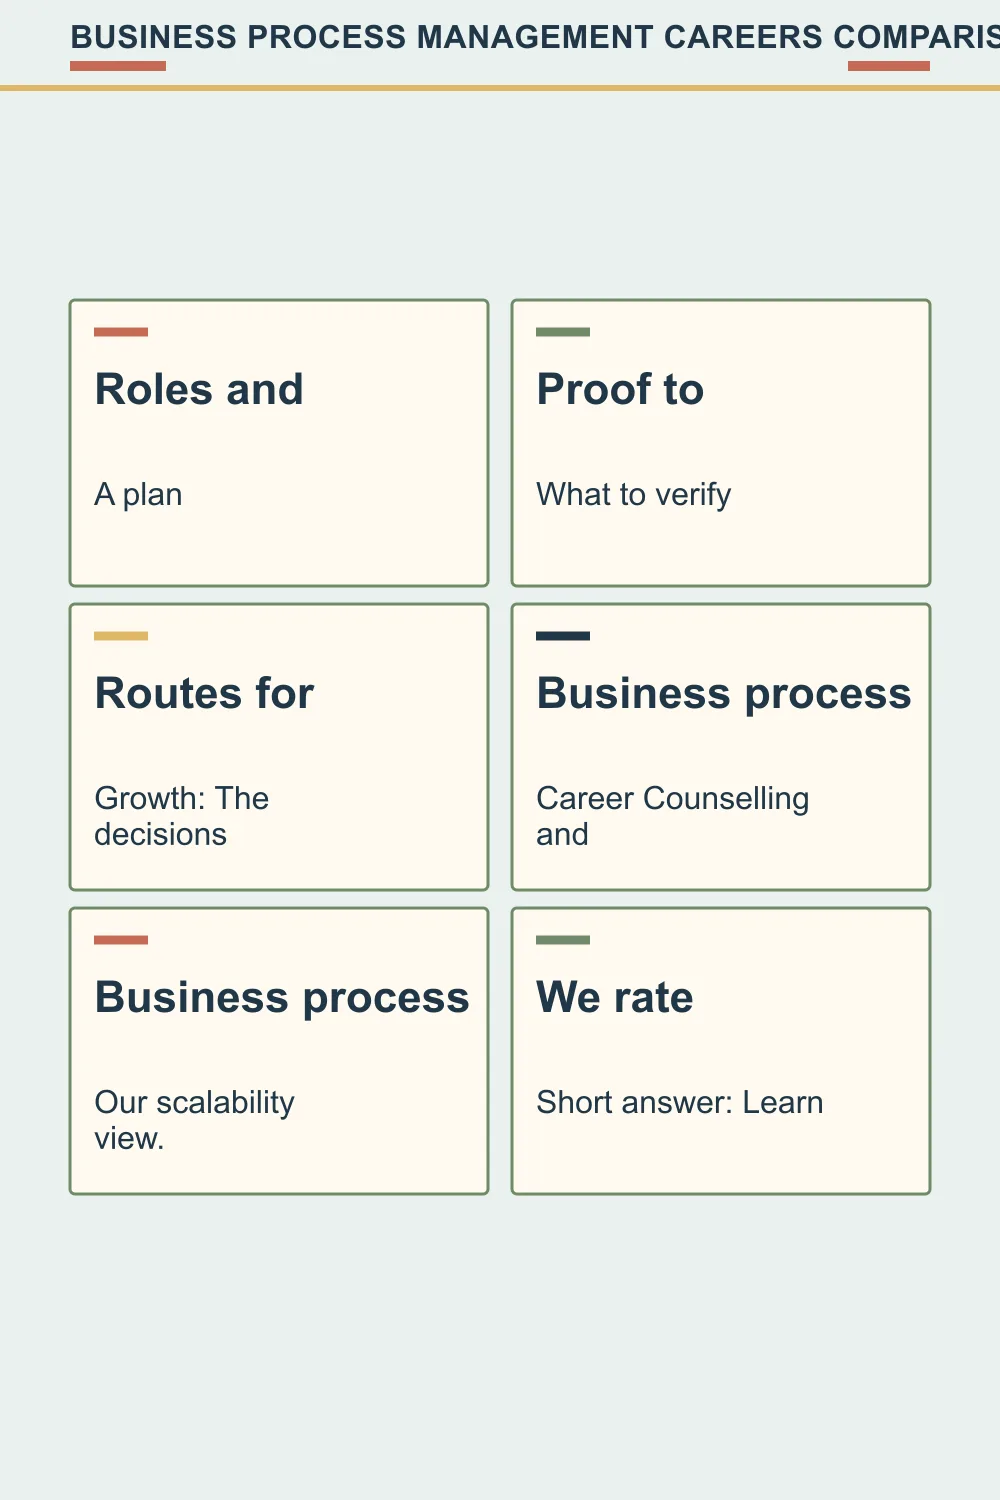 BUSINESS PROCESS MANAGEMENT CAREERS COMPARIS
Roles and
A plan
Proof to
What to verify
Routes for
Growth: The
decisions
Business process
Career Counselling
and
Business process
Our scalability
view.
We rate
Short answer: Learn